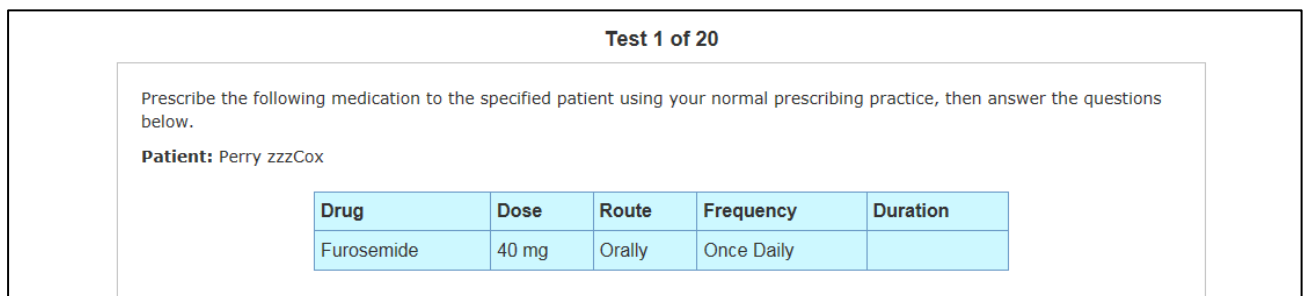 Test 1 of 20
Prescribe the following medication to the specified patient using your normal prescribing practice, then answer the questions
below.
Patient: Perry zzzCox
Drug Dose Route Frequency Duration
Furosemide 40 mg Orally Once Daily